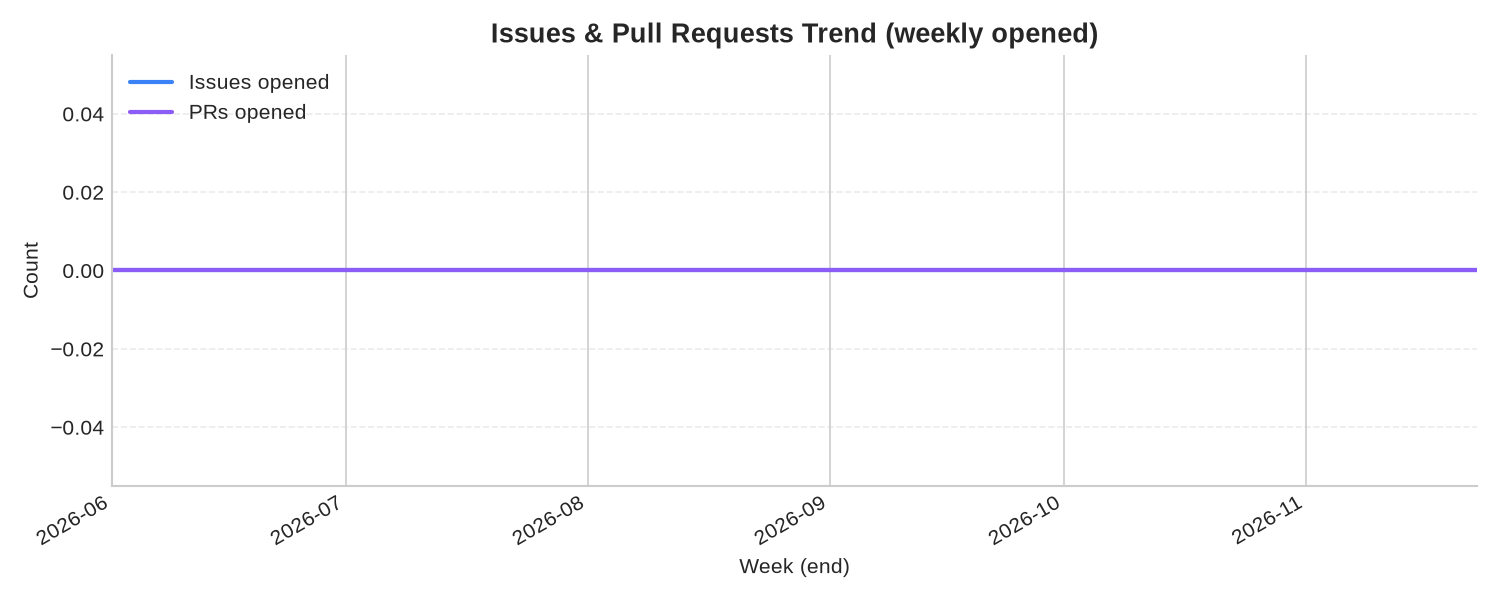 Issues & Pull Requests Trend (weekly opened)
Issues opened
PRs opened
0.04
0.02
0.00
−0.02
−0.04
Count
2026-06
2026-07
2026-08
2026-09
2026-10
2026-11
Week (end)